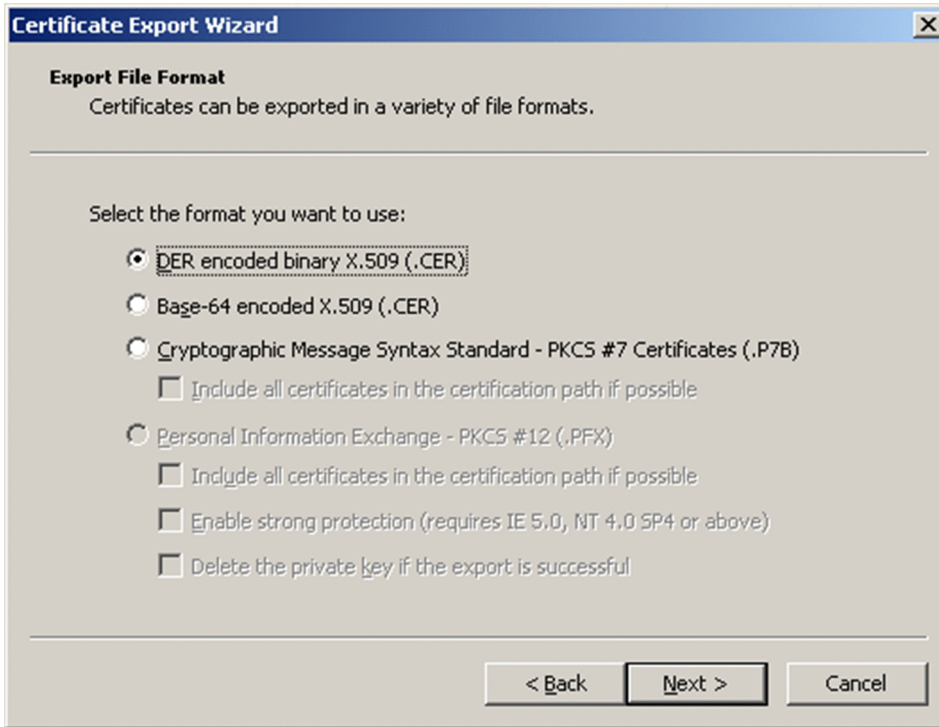 Certificate Export Wizard
Export File Format
Certificates can be exported in a variety of file formats.
Select the format you want to use:
DER encoded binary X.509 (.CER)
Base-64 encoded X.509 (.CER)
Cryptographic Message Syntax Standard - PKCS #7 Certificates (.P7B)
Include all certificates in the certification path if possible
Personal Information Exchange - PKCS #12 (.PFX)
Include all certificates in the certification path if possible
Enable strong protection (requires IE 5.0, NT 4.0 SP4 or above)
Delete the private key if the export is successful
< Back Next > Cancel